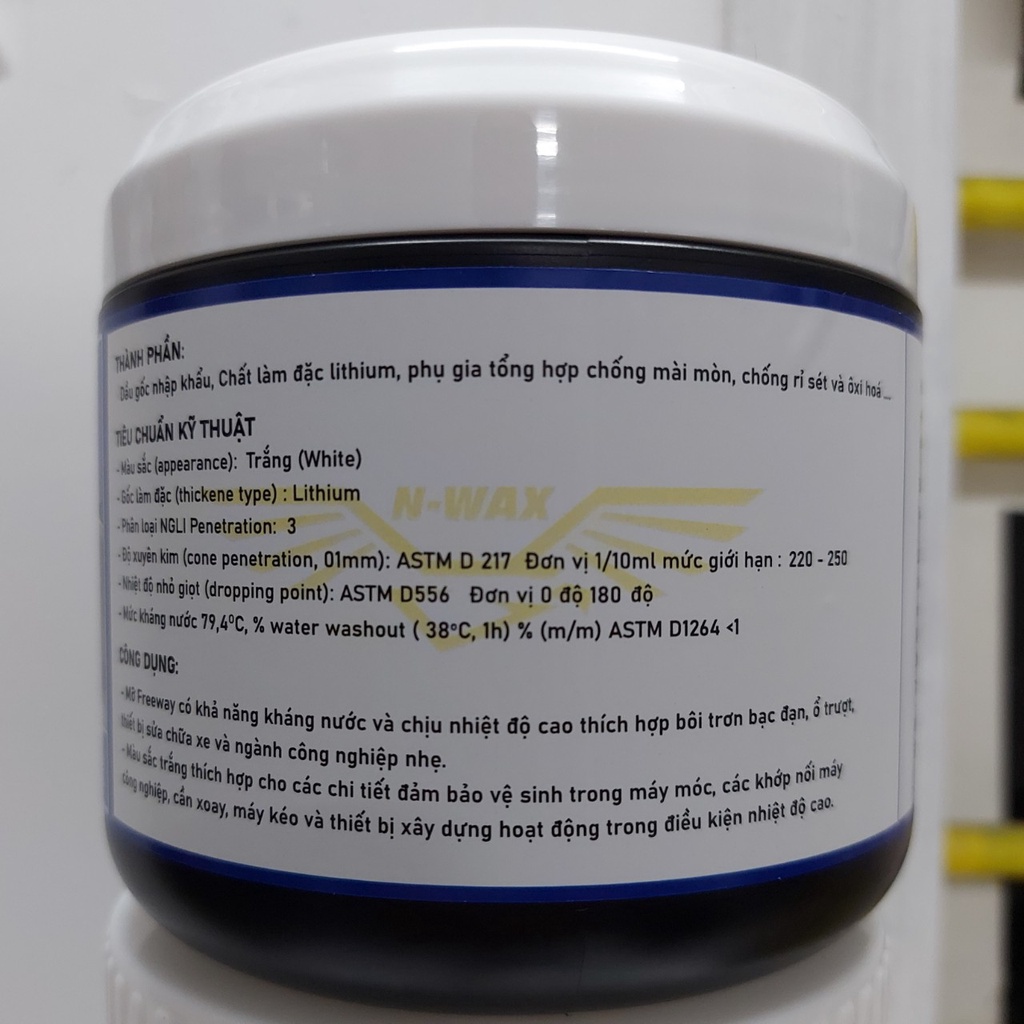 THÀNH PHẦN:
Dầu gốc nhập khẩu, Chất làm đặc lithium, phụ gia tổng hợp chống mài mòn, chống rỉ sét và ôxi hoá ...
TIÊU CHUẨN KỸ THUẬT
- Màu sắc (appearance): Trắng (White)
- Gốc làm đặc (thickene type) : Lithium
N-WAX
- Phân loại NGLI Penetration: 3
- Độ xuyên kim (cone penetration, 01mm): ASTM D 217 Đơn vị 1/10ml mức giới hạn : 220 - 250
- Nhiệt độ nhỏ giọt (dropping point): ASTM D556 Đơn vị 0 độ 180 độ
- Mức kháng nước 79,4°C, % water washout ( 38°C, 1h) % (m/m) ASTM D1264 <1
CÔNG DỤNG:
- Mỡ Freeway có khả năng kháng nước và chịu nhiệt độ cao thích hợp bôi trơn bạc đạn, ổ trượt,
thiết bị sửa chữa xe và ngành công nghiệp nhẹ.
- Màu sắc trắng thích hợp cho các chi tiết đảm bảo vệ sinh trong máy móc, các khớp nối máy
công nghiệp, cần xoay, máy kéo và thiết bị xây dựng hoạt động trong điều kiện nhiệt độ cao.